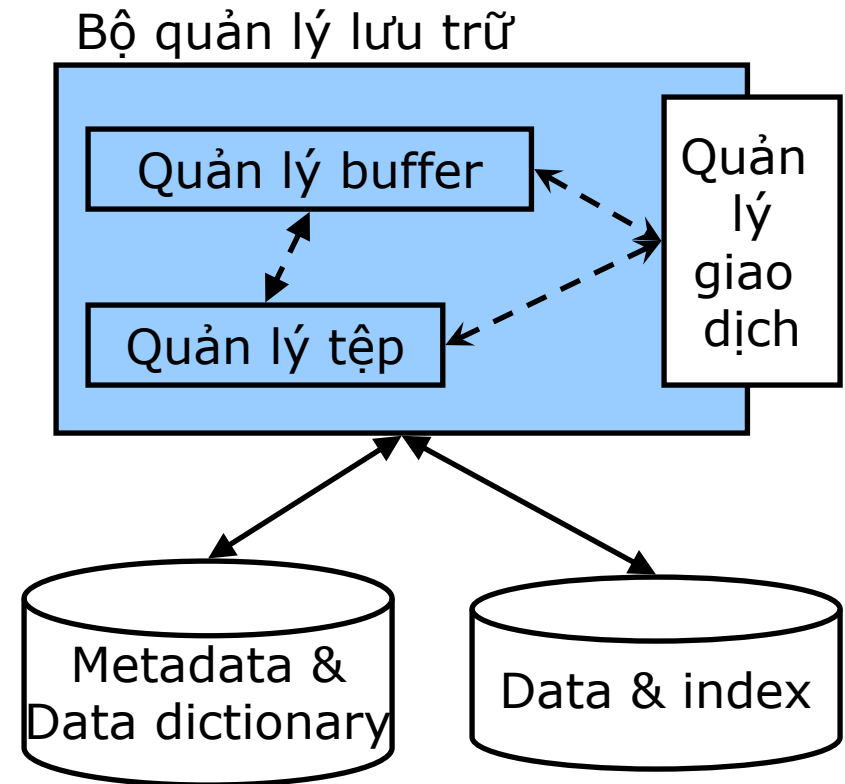 Bộ quản lý lưu trữ
Quản lý buffer
Quản
lý
giao
dịch
Quản lý tệp
Metadata &
Data dictionary
Data & index